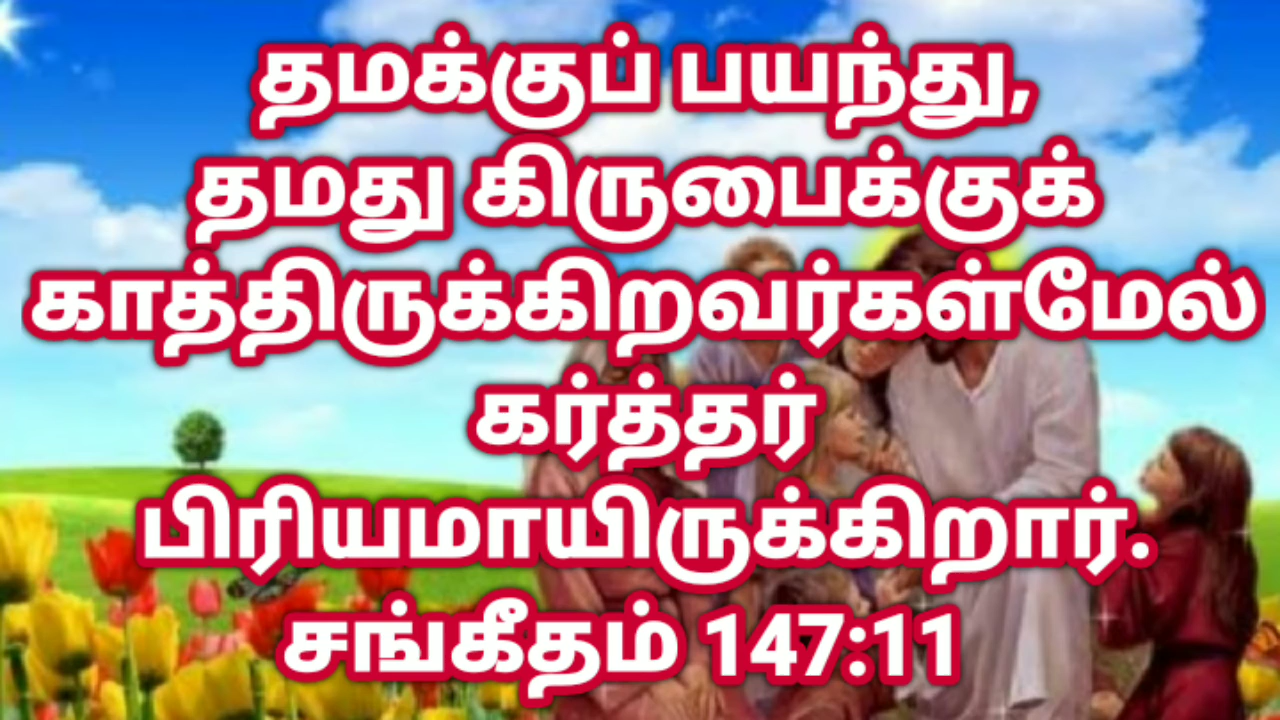 தமக்குப் பயந்து,
தமது கிருபைக்குக்
காத்திருக்கிறவர்கள்மேல்
கர்த்தர்
பிரியமாயிருக்கிறார்.
சங்கீதம் 147:11